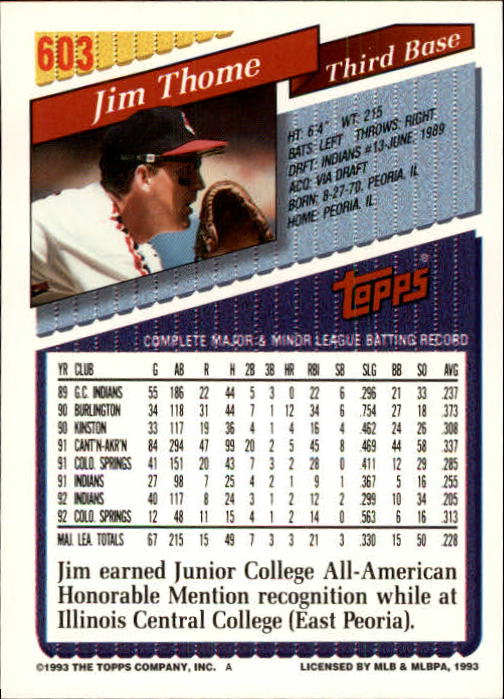 603
Jim Thome
Third Base
HT: 6'4" WT: 215
BATS: LEFT THROWS: RIGHT
DRFT: INDIANS #13-JUNE, 1989
ACQ: VIA DRAFT
BORN: 8-27-70, PEORIA, IL
HOME: PEORIA, IL
Topps®
COMPLETE MAJOR & MINOR LEAGUE BATTING RECORD
YR CLUB G AB R H 2B 3B HR RBI SB SLG BB SO AVG
89 G.C. INDIANS 55 186 22 44 5 3 0 22 6 .296 21 33 .237
90 BURLINGTON 34 118 31 44 7 1 12 34 6 .754 27 18 .373
90 KINSTON 33 117 19 36 4 1 4 16 4 .462 24 26 .308
91 CANT'N-AKR'N 84 294 47 99 20 2 5 45 8 .469 44 58 .337
91 COLO. SPRINGS 41 151 20 43 7 3 2 28 0 .411 12 29 .285
91 INDIANS 27 98 7 25 4 2 1 9 1 .367 5 16 .255
92 INDIANS 40 117 8 24 3 1 2 12 2 .299 10 34 .205
92 COLO. SPRINGS 12 48 11 15 4 1 2 14 0 .563 6 16 .313
MAJ. LEA. TOTALS 67 215 15 49 7 3 3 21 3 .330 15 50 .228
Jim earned Junior College All-American
Honorable Mention recognition while at
Illinois Central College (East Peoria).
©1993 THE TOPPS COMPANY, INC. A LICENSED BY MLB & MLBPA, 1993